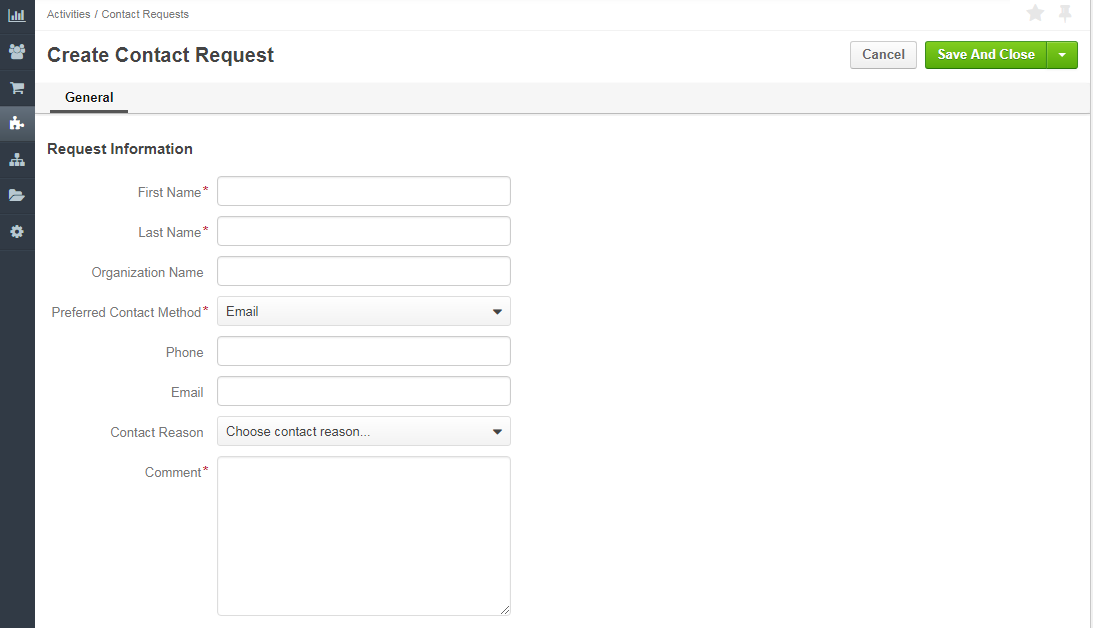 Activities / Contact Requests
Create Contact Request
Cancel
Save And Close
General
Request Information
First Name*
Last Name*
Organization Name
Preferred Contact Method* Email
Phone
Email
Contact Reason Choose contact reason...
Comment*